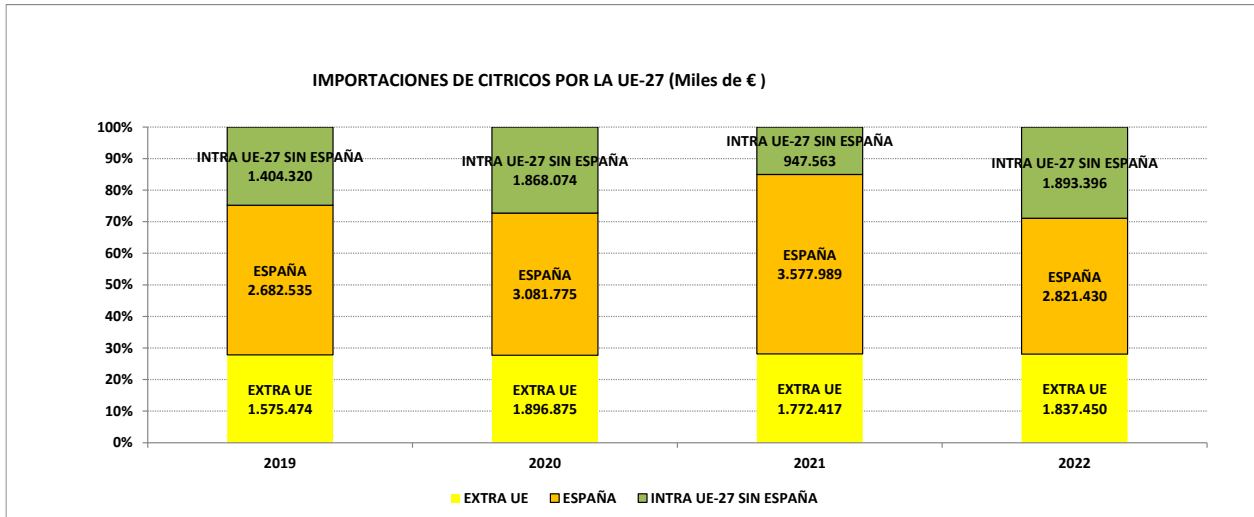 IMPORTACIONES DE CITRICOS POR LA UE-27 (Miles de € )
100%
90%
80%
70%
60%
50%
40%
30%
20%
10%
0%
INTRA UE-27 SIN ESPAÑA
1.404.320
ESPAÑA
2.682.535
EXTRA UE
1.575.474
INTRA UE-27 SIN ESPAÑA
1.868.074
ESPAÑA
3.081.775
EXTRA UE
1.896.875
INTRA UE-27 SIN ESPAÑA
947.563
ESPAÑA
3.577.989
EXTRA UE
1.772.417
INTRA UE-27 SIN ESPAÑA
1.893.396
ESPAÑA
2.821.430
EXTRA UE
1.837.450
2019 2020 2021 2022
EXTRA UE ESPAÑA INTRA UE-27 SIN ESPAÑA